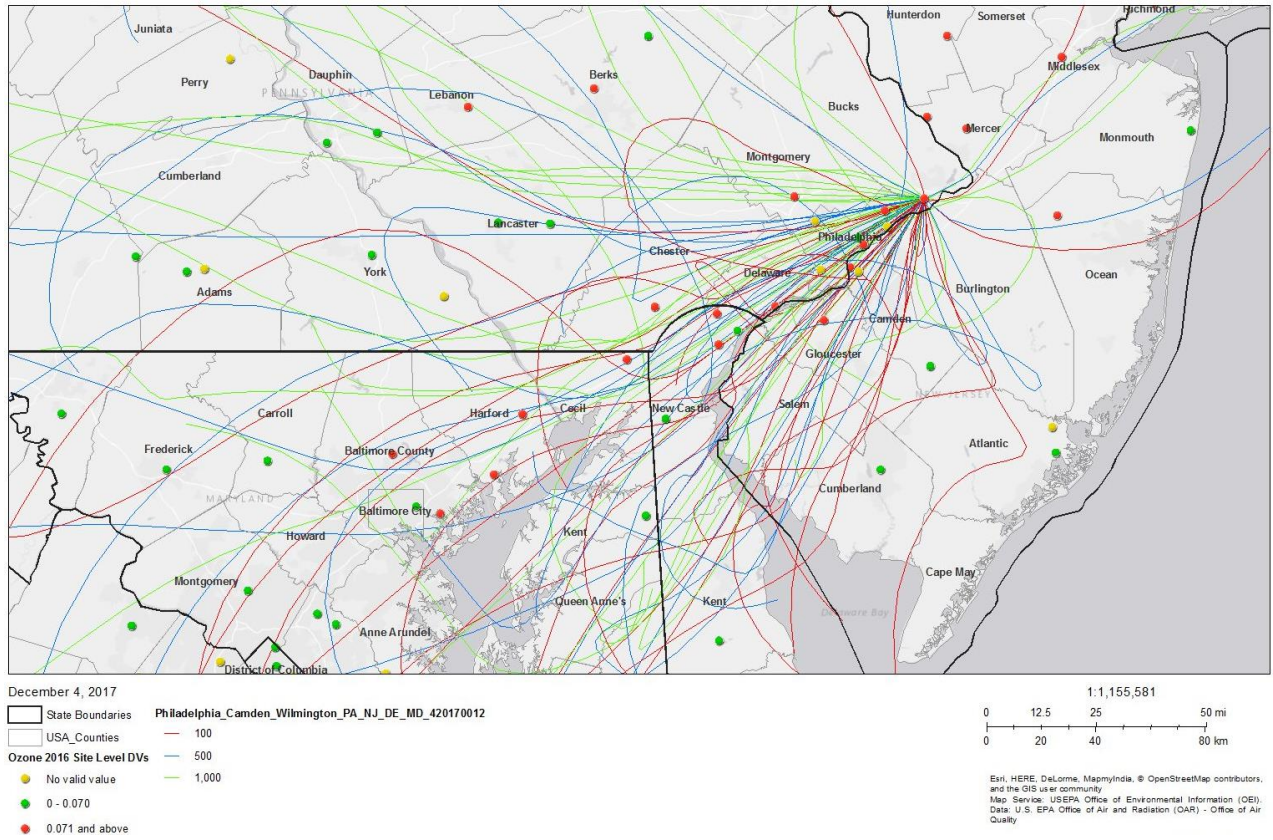 Richmond
Hunterdon
Somerset
Juniata
Middlesex
Dauphin
Berks
Perry
PENNSYLVANIA
Lebanon
Bucks
Mercer
Monmouth
Montgomery
Cumberland
Lancaster
Philadelphia
Chester
York
Delaware
Ocean
Adams
Burlington
Camden
Gloucester
NEW JERSEY
Carroll
Harford
Cecil
New Castle
Salem
Frederick
Baltimore County
Atlantic
MARYLAND
Cumberland
Baltimore City
Howard
Kent
Montgomery
Cape May
Queen Anne's
Kent
Delaware Bay
Anne Arundel
District of Columbia
December 4, 2017
State Boundaries
USA_Counties
Ozone 2016 Site Level DVs
No valid value
0 - 0.070
0.071 and above
Philadelphia_Camden_Wilmington_PA_NJ_DE_MD_420170012
100
500
1,000
1:1,155,581
0 12.5 25 50 mi
0 20 40 80 km
Esri, HERE, DeLorme, MapmyIndia, © OpenStreetMap contributors,
and the GIS user community
Map Service: USEPA Office of Environmental Information (OEI).
Data: U.S. EPA Office of Air and Radiation (OAR) - Office of Air
Quality